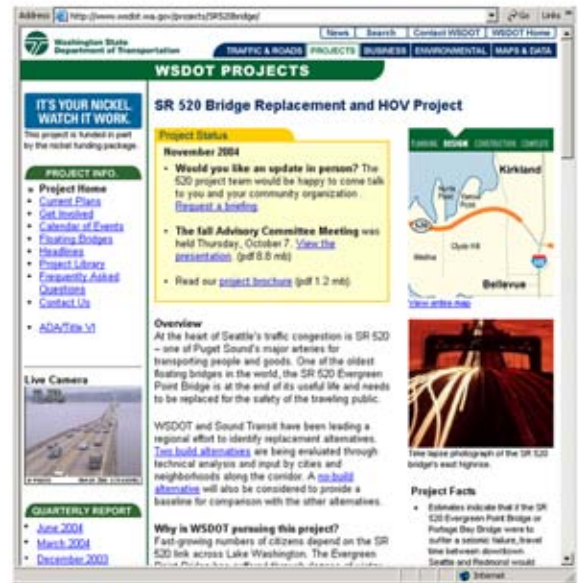 Address http://www.wsdot.wa.gov/projects/SR520Bridge/ Go Links
Washington State
Department of Transportation
News Search Contact WSDOT WSDOT Home
TRAFFIC & ROADS PROJECTS BUSINESS ENVIRONMENTAL MAPS & DATA
WSDOT PROJECTS
IT'S YOUR NICKEL.
WATCH IT WORK.
This project is funded in part
by the nickel funding package.
PROJECT INFO.
Project Home
Current Plans
Get Involved
Calendar of Events
Floating Bridges
Headlines
Project Library
Frequently Asked
Questions
Contact Us
ADA/Title VI
Live Camera
QUARTERLY REPORT
June 2004
March 2004
December 2003
SR 520 Bridge Replacement and HOV Project
Project Status
November 2004
Would you like an update in person? The
520 project team would be happy to come talk
to you and your community organization.
Request a briefing.
The fall Advisory Committee Meeting was
held Thursday, October 7. View the
presentation. (pdf 8.8 mb)
Read our project brochure (pdf 1.2 mb)
Overview
At the heart of Seattle's traffic congestion is SR 520
– one of Puget Sound's major arteries for
transporting people and goods. One of the oldest
floating bridges in the world, the SR 520 Evergreen
Point Bridge is at the end of its useful life and needs
to be replaced for the safety of the traveling public.
WSDOT and Sound Transit have been leading a
regional effort to identify replacement alternatives.
Two build alternatives are being evaluated through
technical analysis and input by cities and
neighborhoods along the corridor. A no-build
alternative will also be considered to provide a
baseline for comparison with the other alternatives.
Why is WSDOT pursuing this project?
Fast-growing numbers of citizens depend on the SR
520 link across Lake Washington. The Evergreen
PLANNING DESIGN CONSTRUCTION COMPLETE
Kirkland
520
Clyde Hill
Medina
Bellevue
View entire map
Time lapse photograph of the SR 520
bridge's east highrise.
Project Facts
Estimates indicate that if the SR
520 Evergreen Point Bridge or
Portage Bay Bridge were to
suffer a seismic failure, travel
time between downtown
Seattle and Redmond would
Internet